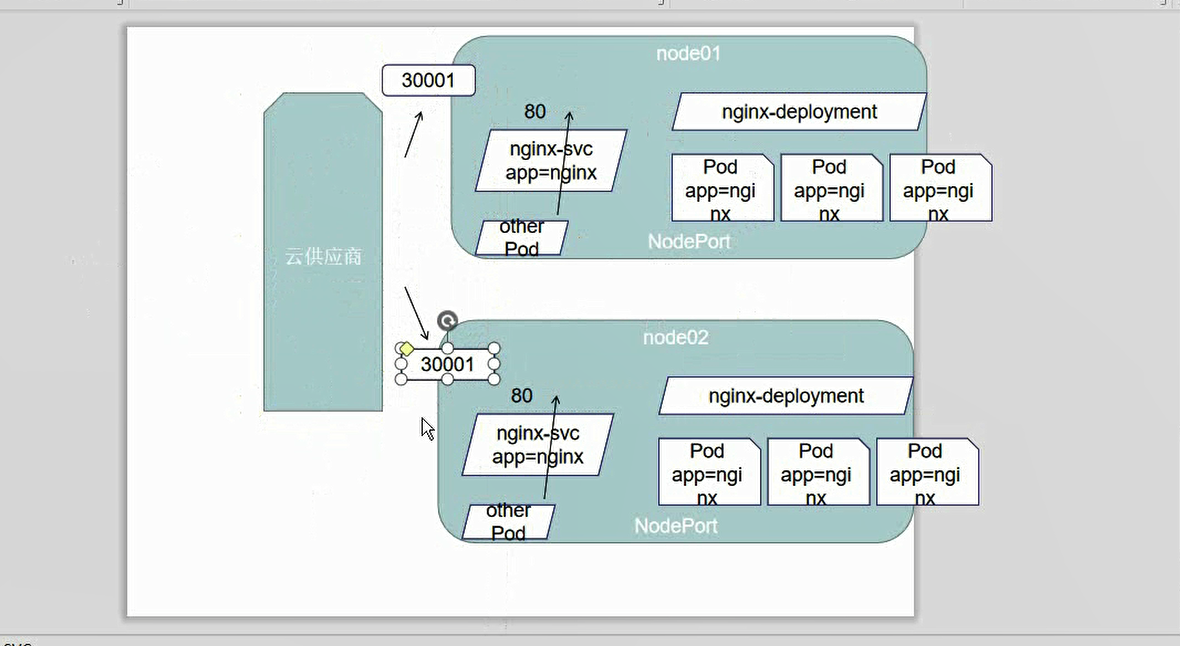 node01
30001
80
nginx-deployment
nginx-svc
app=nginx
Pod
app=ngi
nx
Pod
app=ngi
nx
Pod
app=ngi
nx
other
Pod
NodePort
云供应商
node02
30001
80
nginx-deployment
nginx-svc
app=nginx
Pod
app=ngi
nx
Pod
app=ngi
nx
Pod
app=ngi
nx
other
Pod
NodePort